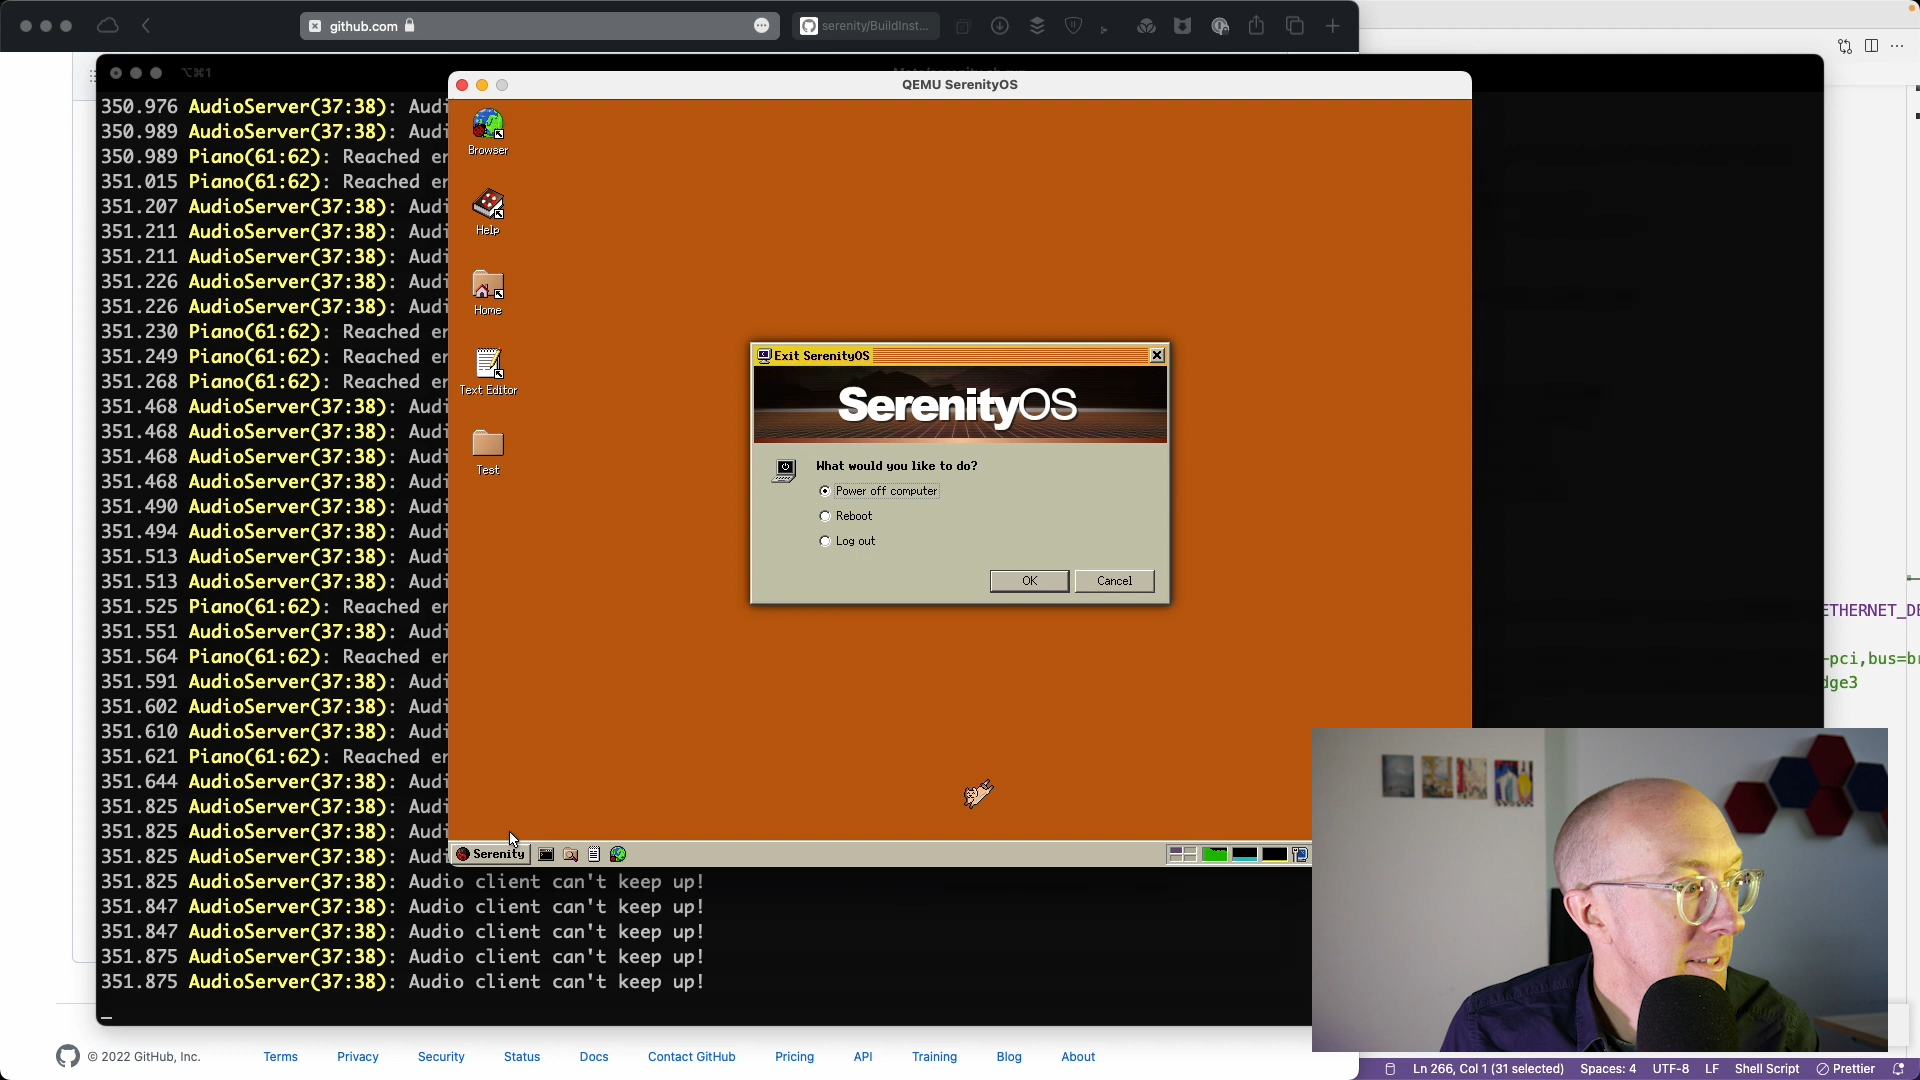 github.com
serenity/BuildInst...
⌥⌘1
QEMU SerenityOS
350.976 AudioServer(37:38): Audi
350.989 AudioServer(37:38): Audi
350.989 Piano(61:62): Reached er
351.015 Piano(61:62): Reached er
351.207 AudioServer(37:38): Audi
351.211 AudioServer(37:38): Audi
351.211 AudioServer(37:38): Audi
351.226 AudioServer(37:38): Audi
351.226 AudioServer(37:38): Audi
351.230 Piano(61:62): Reached er
351.249 Piano(61:62): Reached er
351.268 Piano(61:62): Reached er
351.468 AudioServer(37:38): Audi
351.468 AudioServer(37:38): Audi
351.468 AudioServer(37:38): Audi
351.468 AudioServer(37:38): Audi
351.490 AudioServer(37:38): Audi
351.494 AudioServer(37:38): Audi
351.513 AudioServer(37:38): Audi
351.513 AudioServer(37:38): Audi
351.525 Piano(61:62): Reached er
351.551 AudioServer(37:38): Audi
351.564 Piano(61:62): Reached er
351.591 AudioServer(37:38): Audi
351.602 AudioServer(37:38): Audi
351.610 AudioServer(37:38): Audi
351.621 Piano(61:62): Reached er
351.644 AudioServer(37:38): Audi
351.825 AudioServer(37:38): Audi
351.825 AudioServer(37:38): Audi
351.825 AudioServer(37:38): Audi
351.825 AudioServer(37:38): Audio client can't keep up!
351.847 AudioServer(37:38): Audio client can't keep up!
351.847 AudioServer(37:38): Audio client can't keep up!
351.875 AudioServer(37:38): Audio client can't keep up!
351.875 AudioServer(37:38): Audio client can't keep up!
Browser
Help
Home
Text Editor
Test
Exit SerenityOS
SerenityOS
What would you like to do?
Power off computer
Reboot
Log out
OK
Cancel
Serenity
ETHERNET_DE
-pci,bus=br
dge3
© 2022 GitHub, Inc.
Terms
Privacy
Security
Status
Docs
Contact GitHub
Pricing
API
Training
Blog
About
Ln 266, Col 1 (31 selected)
Spaces: 4
UTF-8
LF
Shell Script
Prettier